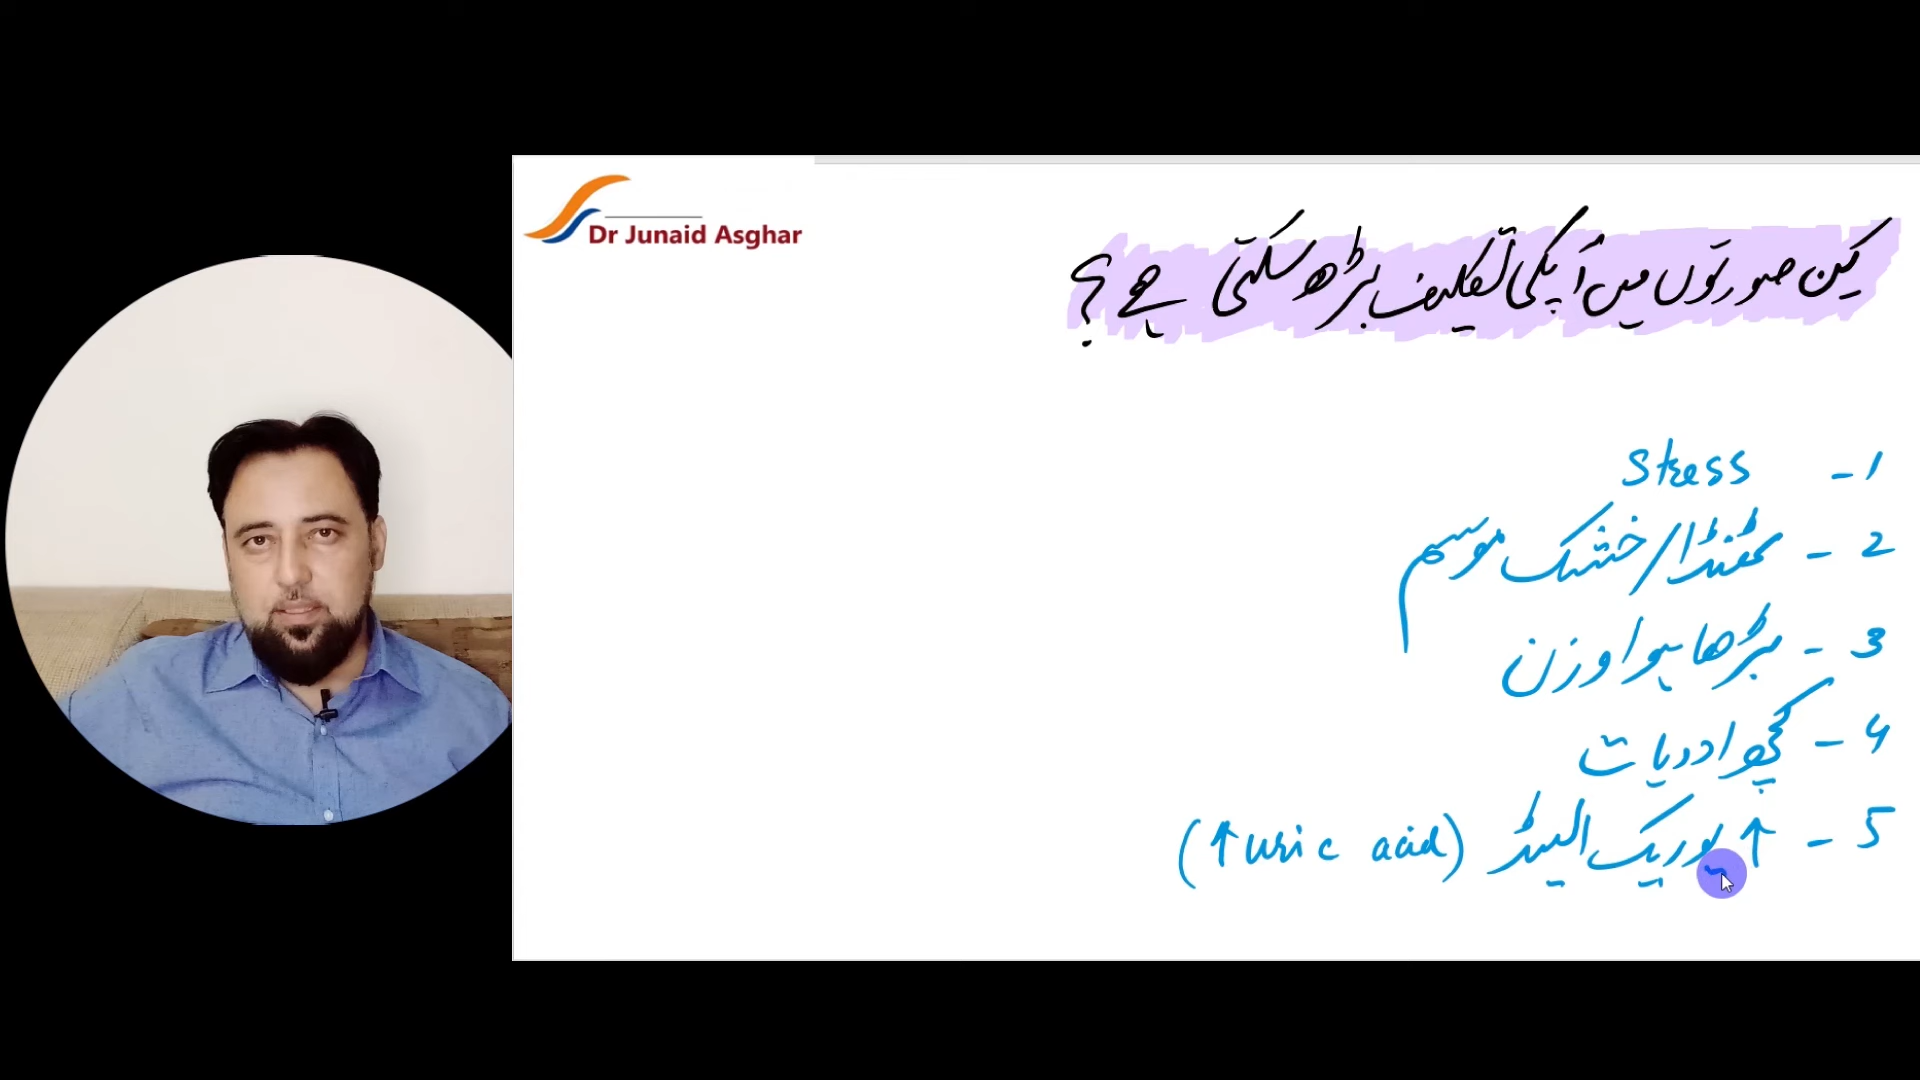 Dr Junaid Asghar
کن صورتوں میں آپکی تکلیف بڑھ سکتی ہے؟
1- Stress
2- ٹھنڈا/خشک موسم
3- بڑھا ہوا وزن
4- کچھ ادویات
5- ↑ یوریک ایسڈ (↑ uric acid)